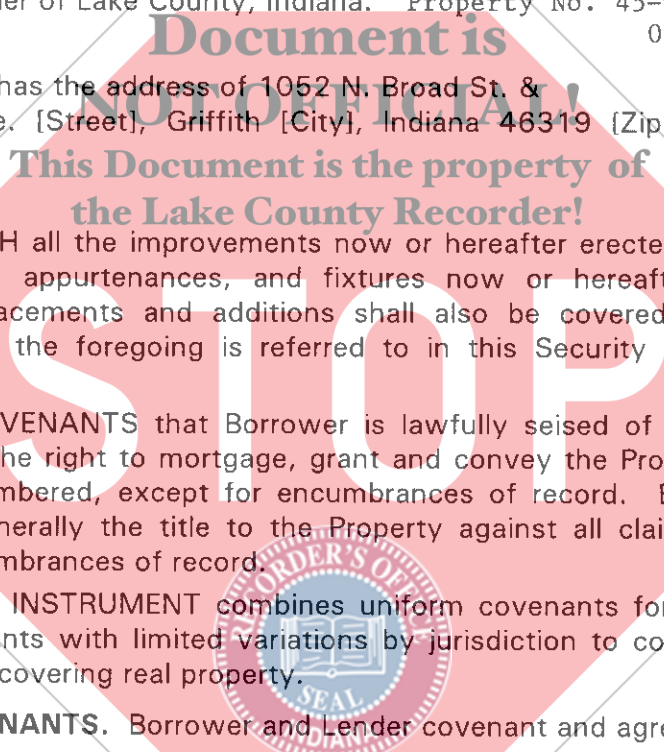 er of Lake County, Indiana. Property No. 45-
Document is
0
has the address of 1052 N. Broad St. &
NOT OFFICIAL!
e. [Street], Griffith [City], Indiana 46319 [Zip
This Document is the property of
the Lake County Recorder!
H all the improvements now or hereafter erecte
appurtenances, and fixtures now or hereaft
acements and additions shall also be covered
the foregoing is referred to in this Security
STOP
VENANTS that Borrower is lawfully seised of
he right to mortgage, grant and convey the Pro
mbered, except for encumbrances of record. E
nerally the title to the Property against all clai
mbrances of record.
INSTRUMENT combines uniform covenants for
nts with limited variations by jurisdiction to co
covering real property.
RECORDER'S OFFICE
SEAL
INDIANA
NANTS. Borrower and Lender covenant and agre